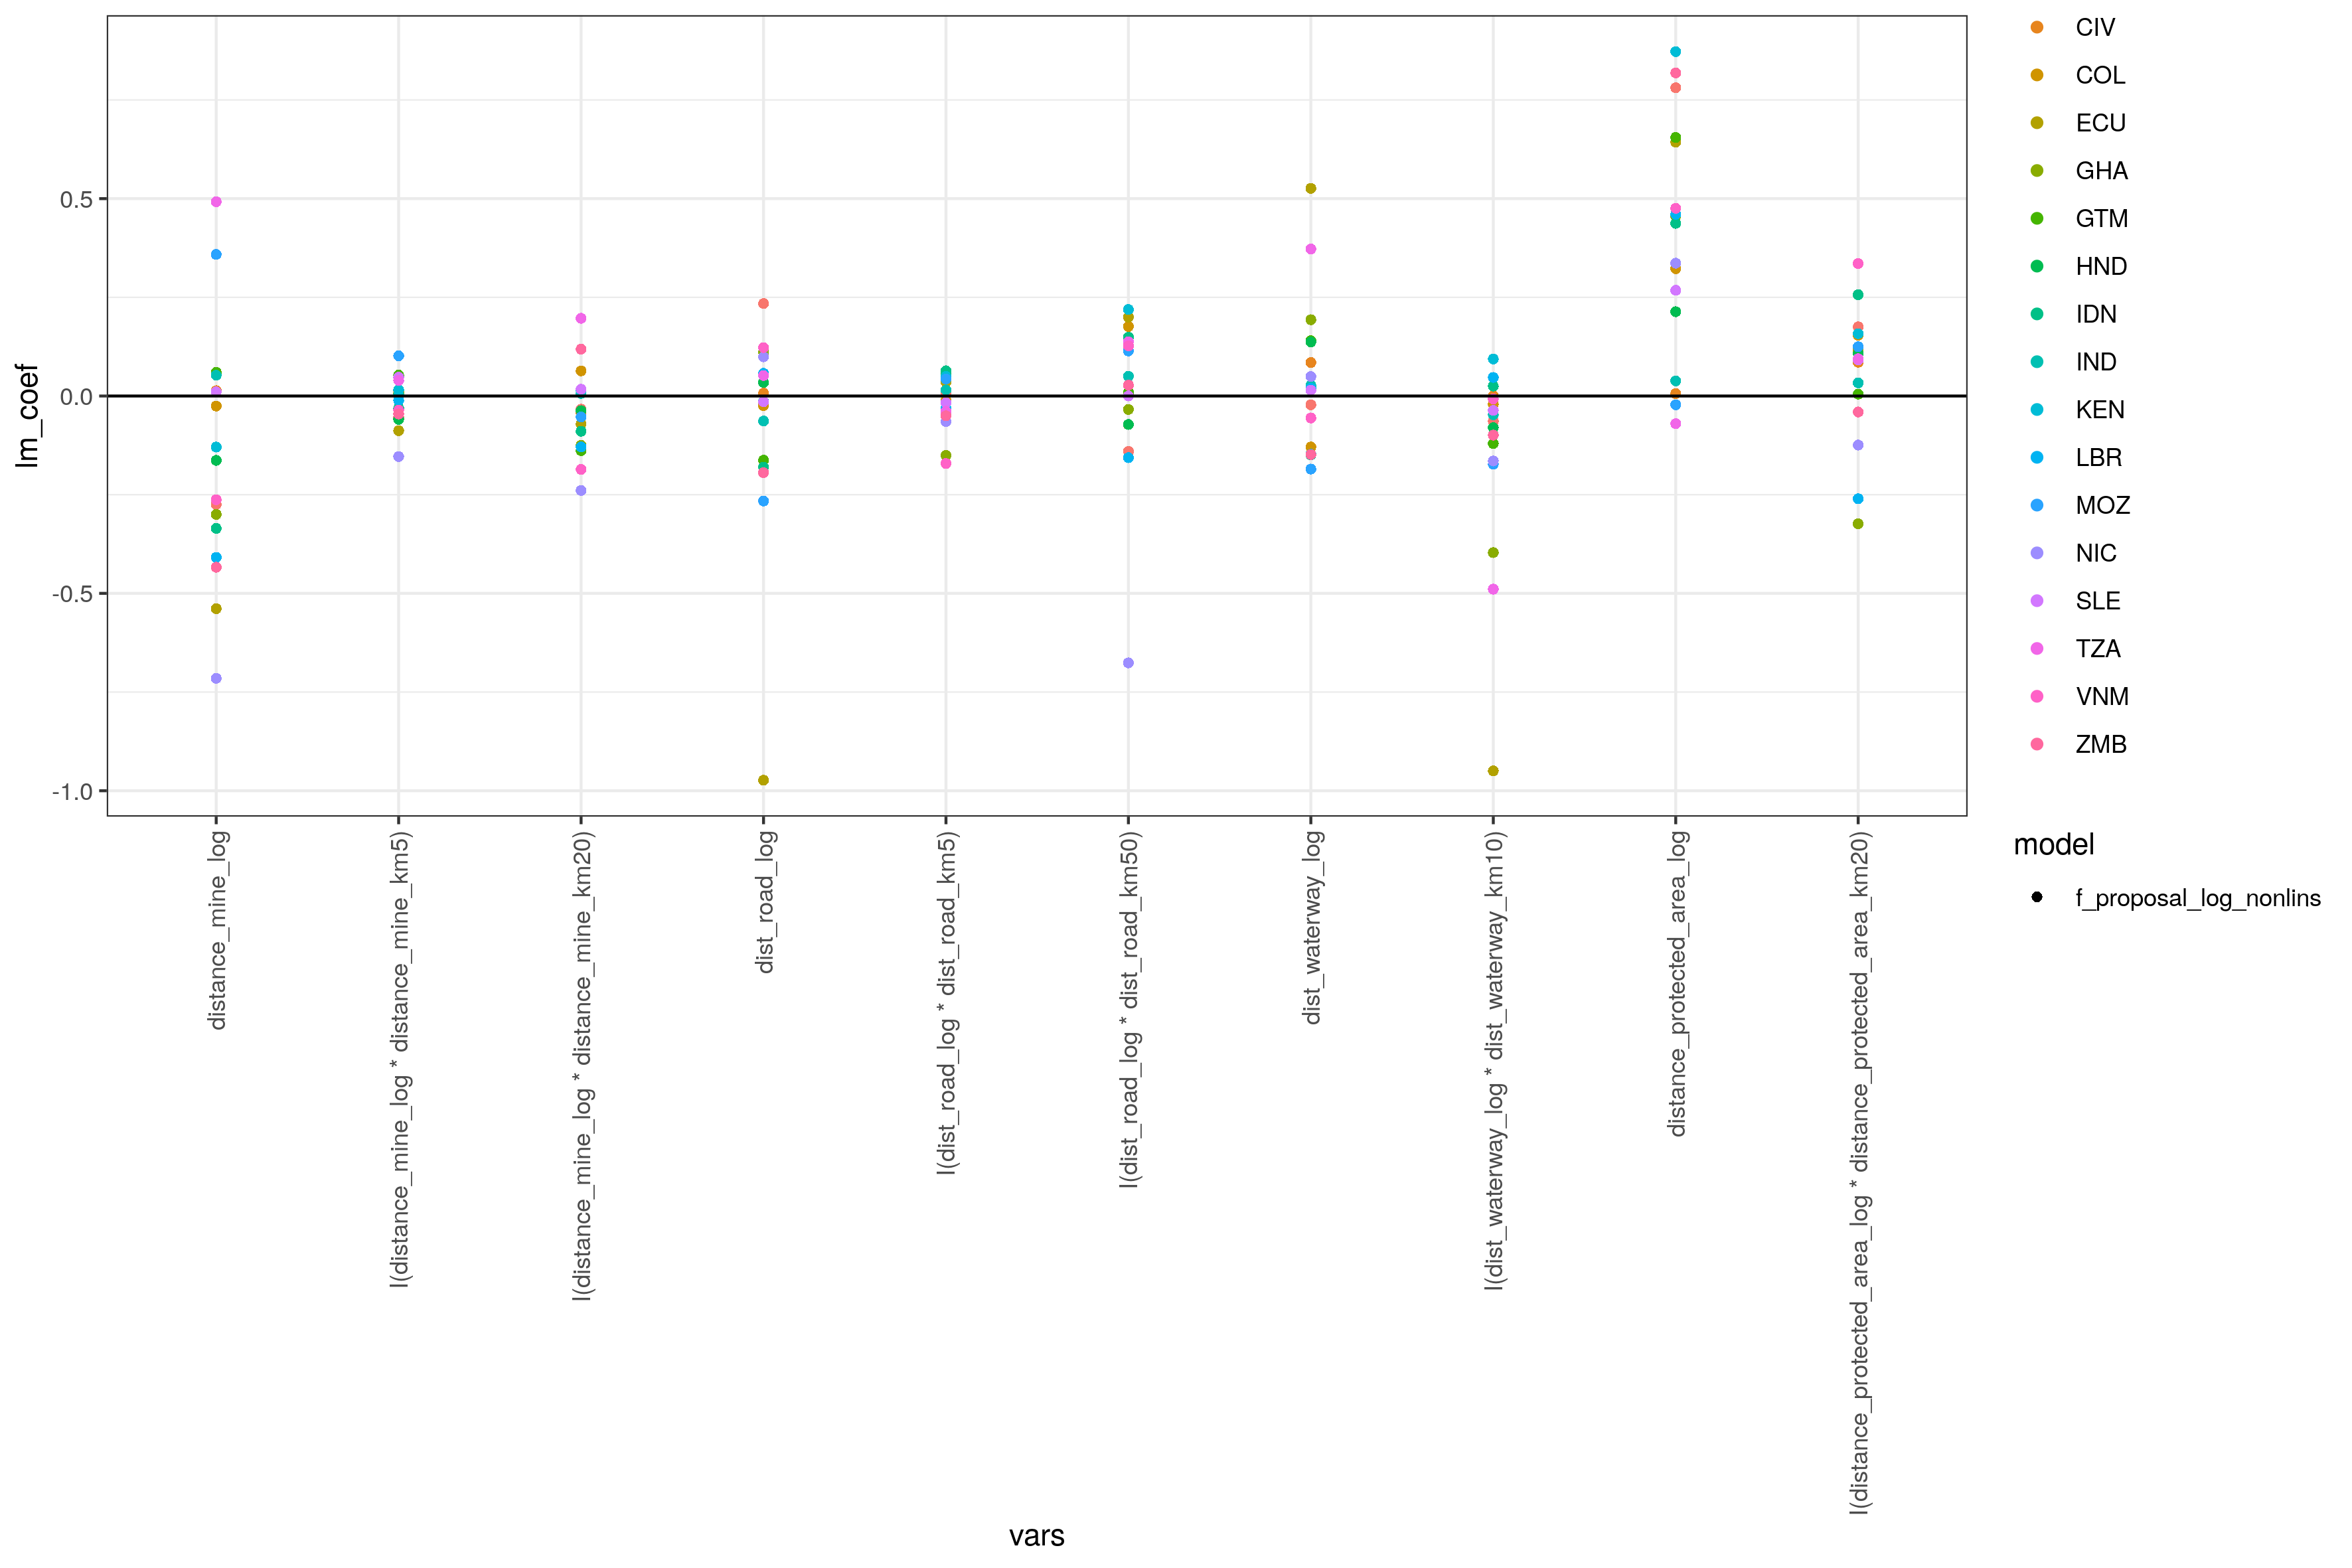 lm_coef
0.5
0.0
-0.5
-1.0
distance_mine_log
I(distance_mine_log * distance_mine_km5)
I(distance_mine_log * distance_mine_km20)
dist_road_log
I(dist_road_log * dist_road_km5)
I(dist_road_log * dist_road_km50)
dist_waterway_log
I(dist_waterway_log * dist_waterway_km10)
distance_protected_area_log
I(distance_protected_area_log * distance_protected_area_km20)
vars
CIV
COL
ECU
GHA
GTM
HND
IDN
IND
KEN
LBR
MOZ
NIC
SLE
TZA
VNM
ZMB
model
f_proposal_log_nonlins